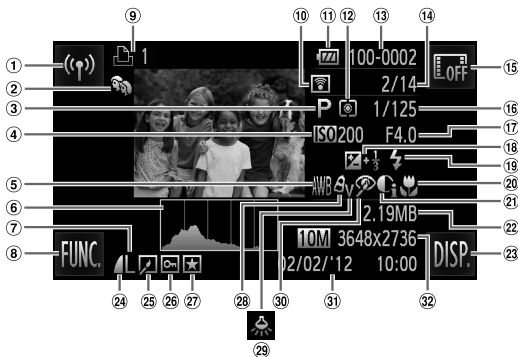 ⑨ ⑩ ⑪ ⑫ ⑬ ⑭
1 100-0002
① ② 2/14 OFF ⑮
③ P 1/125 ⑯
④ ISO200 F4.0 ⑰
+1/3 ⑱ ⑲
⑤ AWB V i ⑳
⑥ ㉑
2.19MB ㉒
⑦ 10M 3648x2736
⑧ FUNC. L 02/02/'12 10:00 DISP. ㉓
㉔ ㉕ ㉖ ㉗ ㉘ ㉚ ㉛ ㉜
㉙